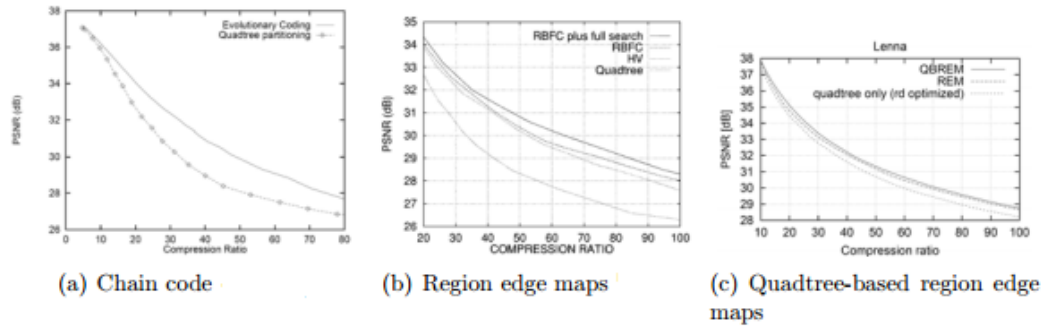 38
36
34
32
30
28
26
PSNR (dB)
Evolutionary Coding
Quadtree partitioning
0 10 20 30 40 50 60 70 80
Compression Ratio
(a) Chain code
35
34
33
32
31
30
29
28
27
26
PSNR (dB)
RBFC plus full search
RBFC
HV
Quadtree
20 30 40 50 60 70 80 90 100
COMPRESSION RATIO
(b) Region edge maps
Lenna
38
37
36
35
34
33
32
31
30
29
28
PSNR [dB]
QBREM
REM
quadtree only (rd optimized)
10 20 30 40 50 60 70 80 90 100
Compression ratio
(c) Quadtree-based region edge
maps